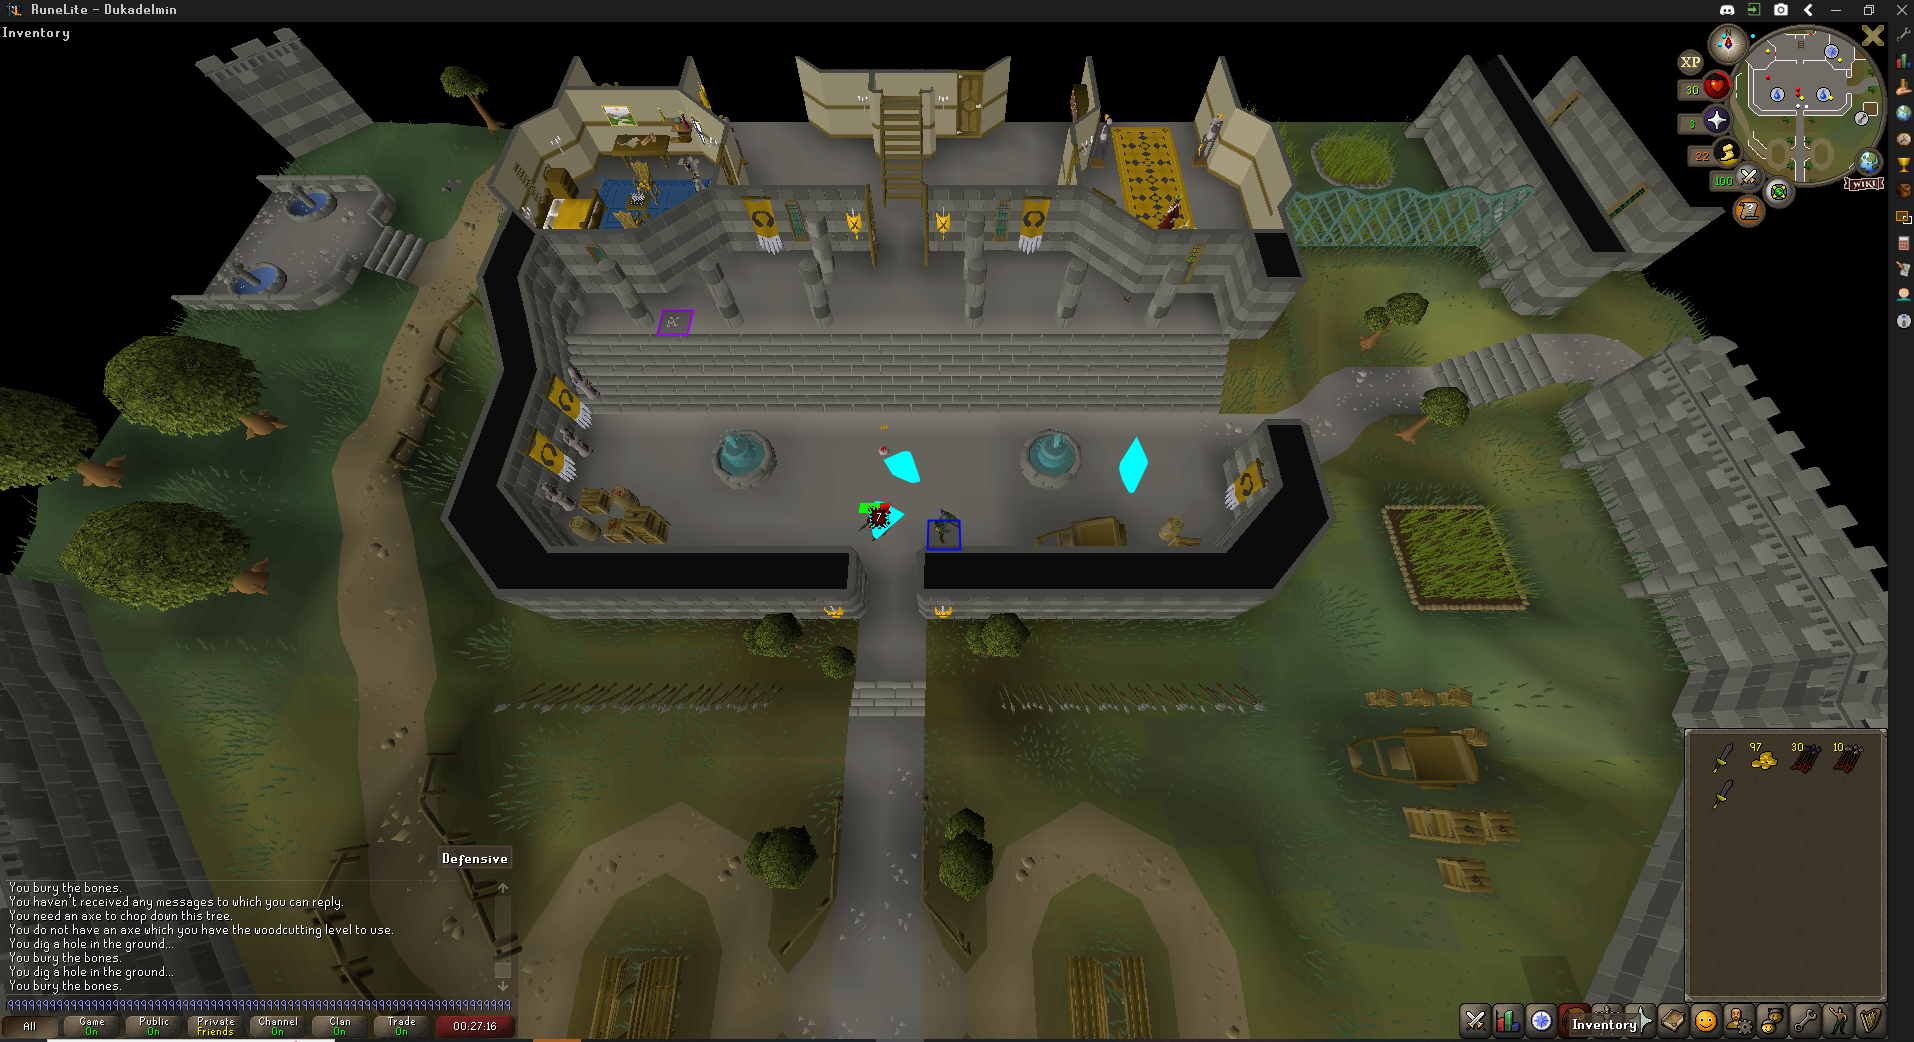 RuneLite - Dukadelmin
Inventory
XP
30
3
22
100
WIKI
7
97
30
10
Defensive
You bury the bones.
You haven't received any messages to which you can reply.
You need an axe to chop down this tree.
You do not have an axe which you have the woodcutting level to use.
You dig a hole in the ground...
You bury the bones.
You dig a hole in the ground...
You bury the bones.
All
Game
On
Public
On
Private
Friends
Channel
On
Clan
On
Trade
On
00:27:16
Inventory